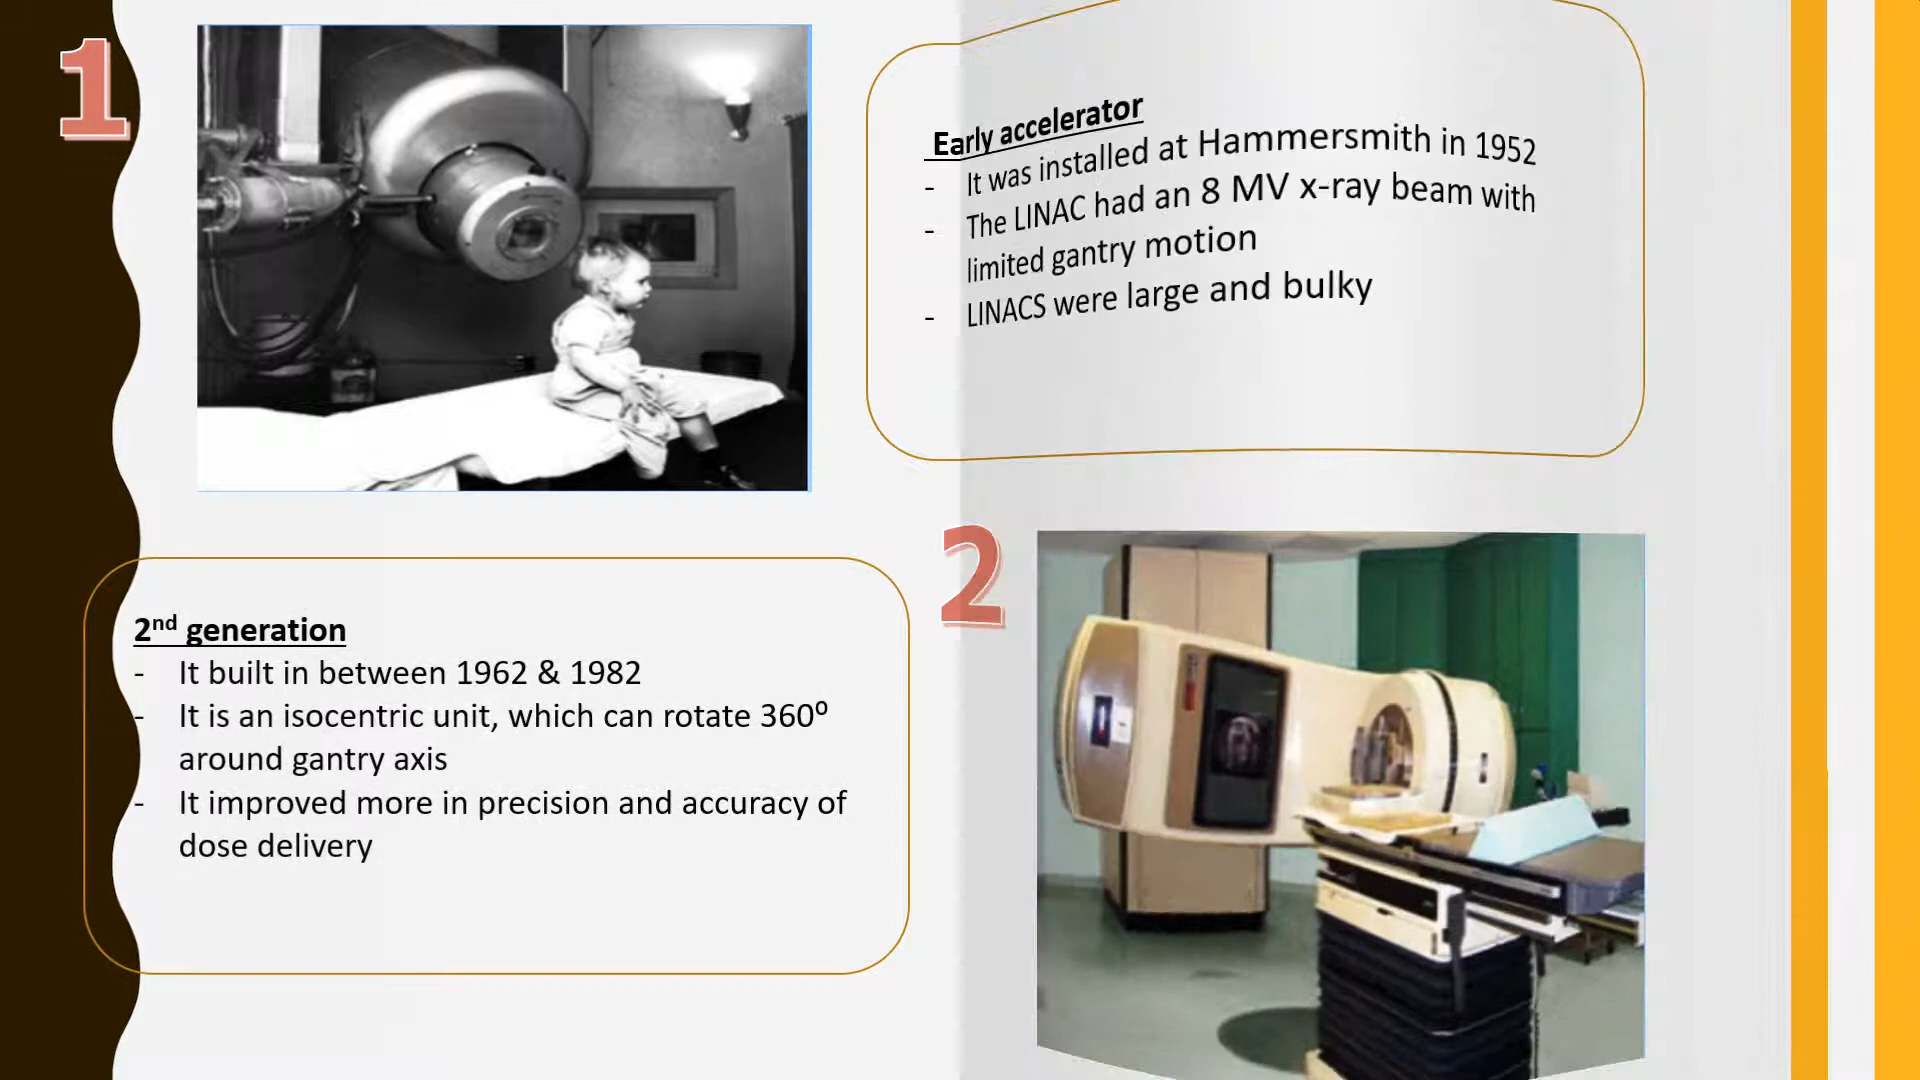 1
Early accelerator
- It was installed at Hammersmith in 1952
- The LINAC had an 8 MV x-ray beam with
limited gantry motion
- LINACS were large and bulky
2
2nd generation
- It built in between 1962 & 1982
- It is an isocentric unit, which can rotate 360⁰
around gantry axis
- It improved more in precision and accuracy of
dose delivery